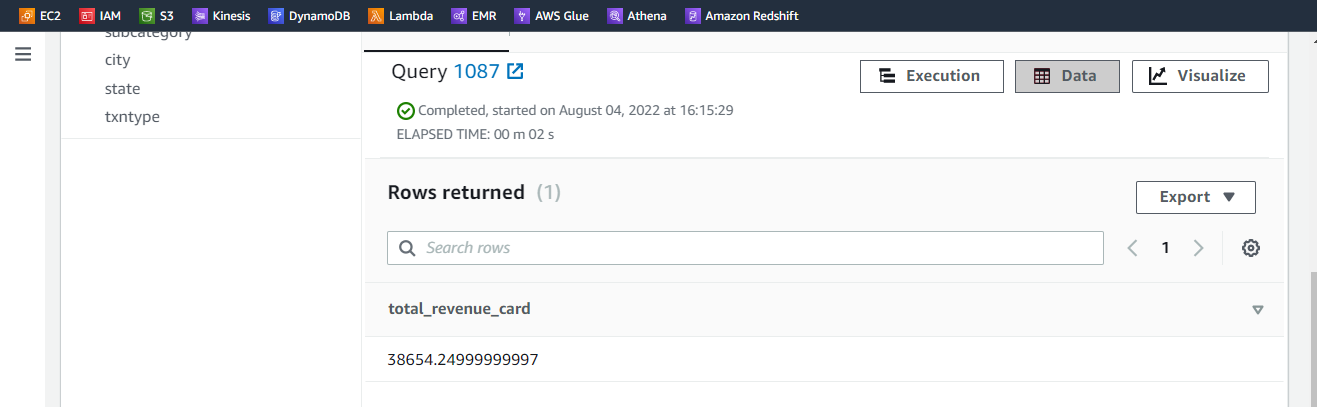 EC2 IAM S3 Kinesis DynamoDB Lambda EMR AWS Glue Athena Amazon Redshift
subcategory
city
state
txntype
Query 1087
Execution Data Visualize
Completed, started on August 04, 2022 at 16:15:29
ELAPSED TIME: 00 m 02 s
Rows returned (1)
Export
Search rows
1
total_revenue_card
38654.24999999997